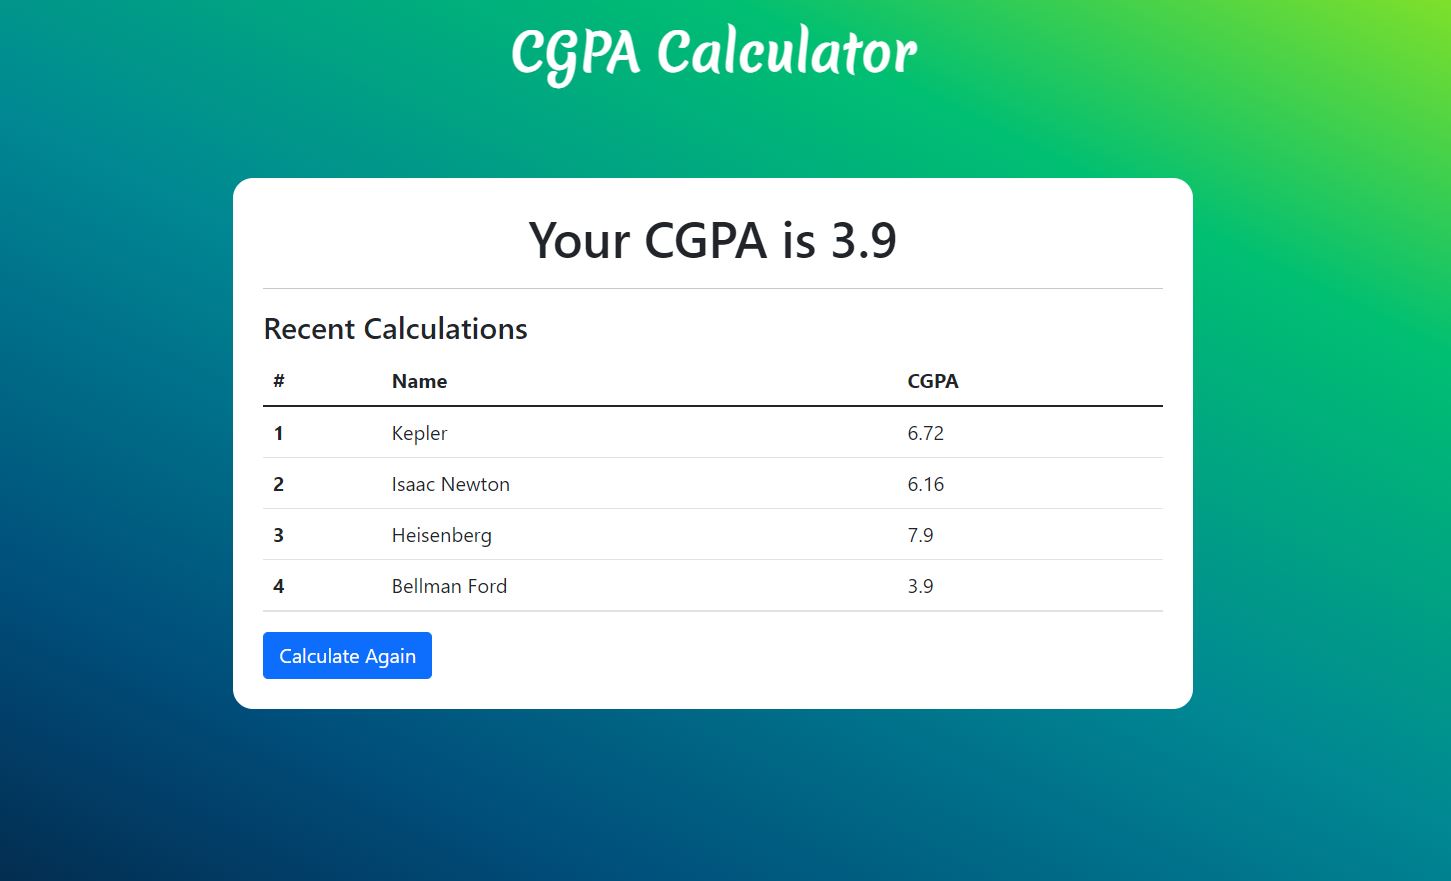 CGPA Calculator
Your CGPA is 3.9
Recent Calculations
# Name CGPA
1 Kepler 6.72
2 Isaac Newton 6.16
3 Heisenberg 7.9
4 Bellman Ford 3.9
Calculate Again